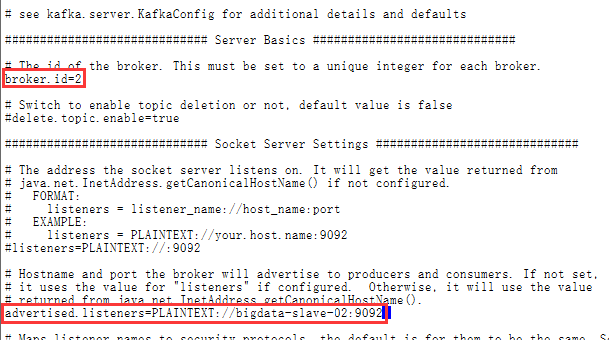 # see kafka.server.KafkaConfig for additional details and defaults
############################# Server Basics #############################
# The id of the broker. This must be set to a unique integer for each broker.
broker.id=2
# Switch to enable topic deletion or not, default value is false
#delete.topic.enable=true
############################# Socket Server Settings #############################
# The address the socket server listens on. It will get the value returned from
# java.net.InetAddress.getCanonicalHostName() if not configured.
#   FORMAT:
#     listeners = listener_name://host_name:port
#   EXAMPLE:
#     listeners = PLAINTEXT://your.host.name:9092
#listeners=PLAINTEXT://:9092
# Hostname and port the broker will advertise to producers and consumers. If not set,
# it uses the value for "listeners" if configured.  Otherwise, it will use the value
# returned from java.net.InetAddress.getCanonicalHostName().
advertised.listeners=PLAINTEXT://bigdata-slave-02:9092
# Maps listener names to security protocols, the default is for them to be the same.